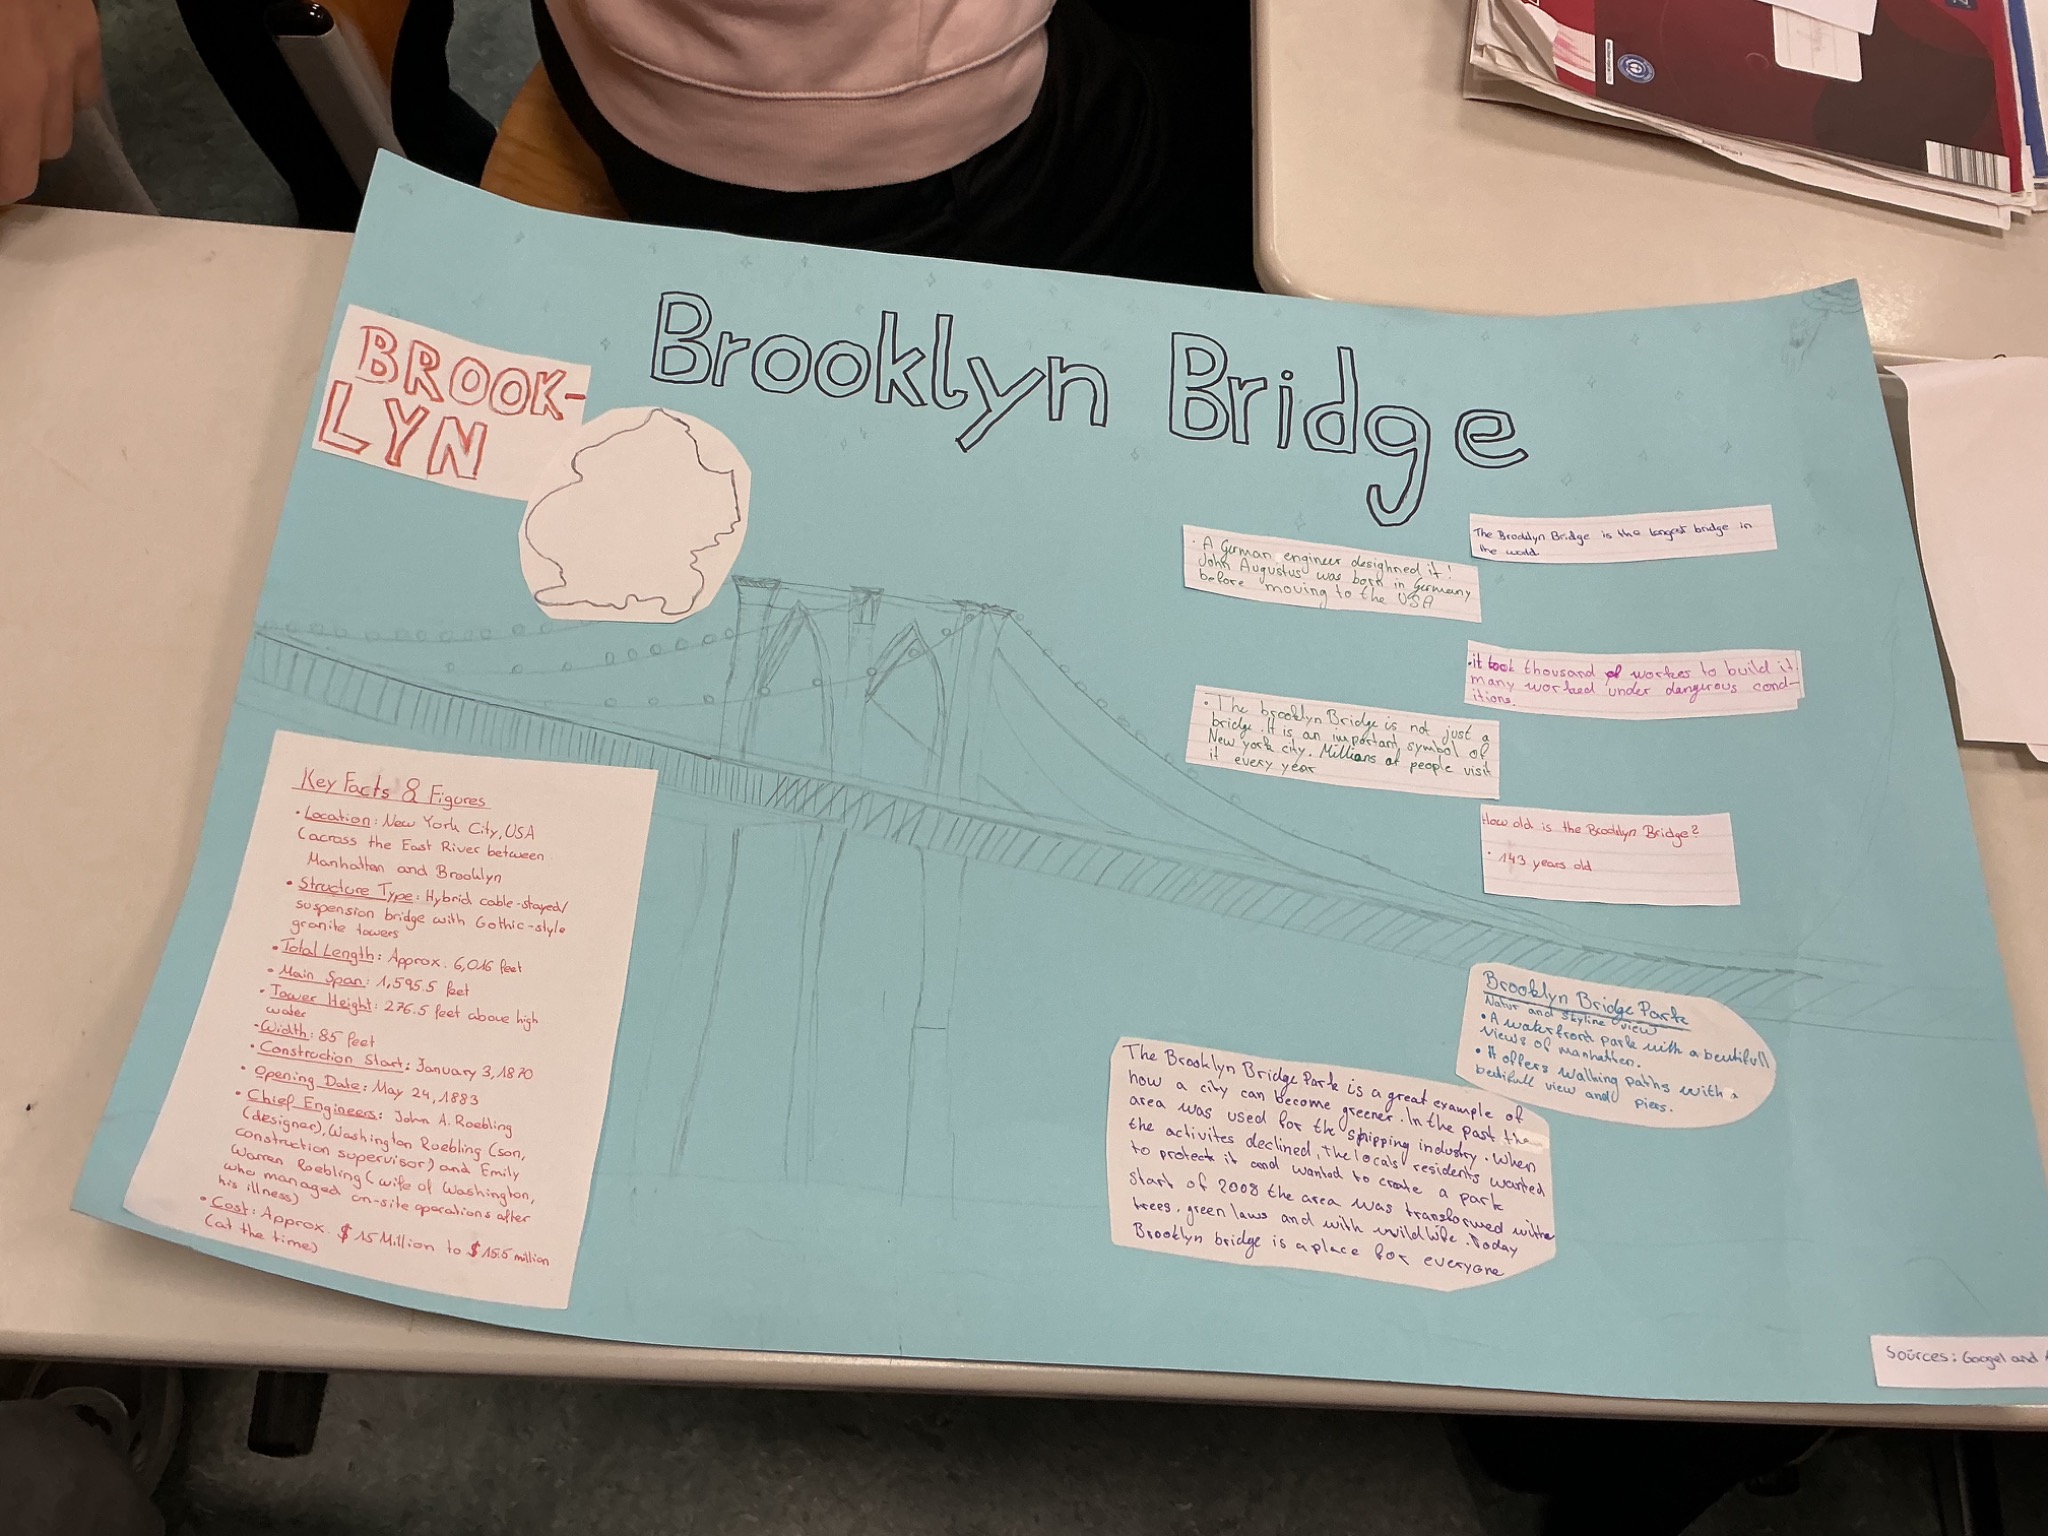 BROOK-
LYN
Brooklyn Bridge
· A German engineer desighned it!
John Augustus was born in Germany
before moving to the USA
The Brooklyn Bridge is the longest bridge in
the world
·it took thousand of workes to build it.
many worked under dangerous cond-
itions.
· The brooklyn Bridge is not just a
bridge. It is an important symbol of
New york city. Millions of people visit
it every year
How old is the Brooklyn Bridge?
· 143 years old
Key Facts & Figures
· Location: New York City, USA
(across the East River between
Manhatten and Brooklyn
· Structure Type: Hybrid cable-stayed/
suspension bridge with Gothic-style
granite towers
· Total Length: Approx. 6,016 feet
· Main Span: 1,595.5 feet
· Tower Height: 276.5 feet above high
water
-Width: 85 feet
· Construction Start: January 3, 1870
· Opening Date: May 24, 1883
· Chief Engineers: John A. Roebling
(designer), Washington Roebling (son,
construction supervisor) and Emily
Warren Roebling (wife of Washington,
who managed on-site operations after
his illness)
· Cost: Approx. $15 Million to $15.5 million
(at the time)
Brooklyn Bridge Park
Natur and skyline view
· A waterfront park with a beutifull
views of manhatten.
· It offers walking paths with a
beutifull view and piers.
The Brooklyn Bridge Park is a great example of
how a city can become greener. In the past the
area was used for the shipping industry. When
the activites declined, the locals residents wanted
to protect it and wanted to create a park
start of 2008 the area was transformed with
trees, green laws and with wildlife. Today
Brooklyn bridge is a place for everyone
Sources: Googel and